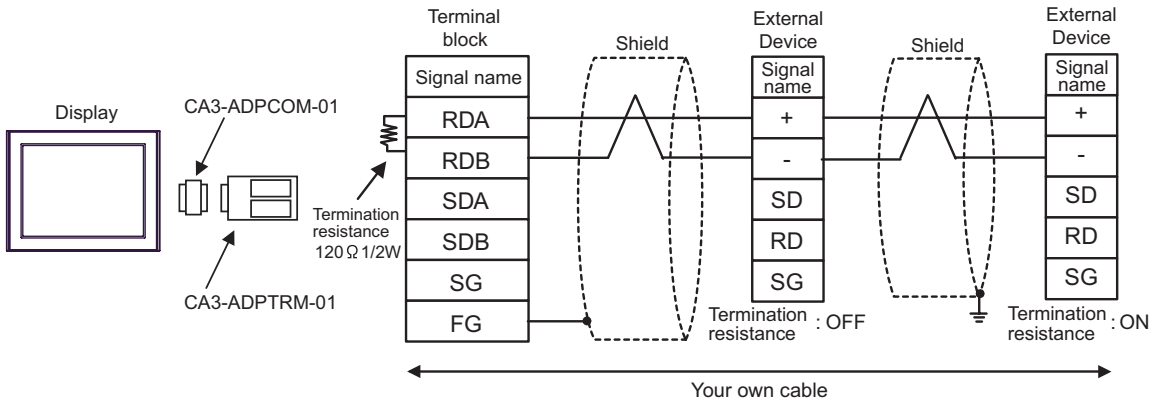 Display
CA3-ADPCOM-01
CA3-ADPTRM-01
Termination
resistance
120Ω1/2W
Terminal
block
Signal name
RDA
RDB
SDA
SDB
SG
FG
Shield
External
Device
Signal
name
+
-
SD
RD
SG
Termination
resistance : OFF
Shield
External
Device
Signal
name
+
-
SD
RD
SG
Termination
resistance : ON
Your own cable